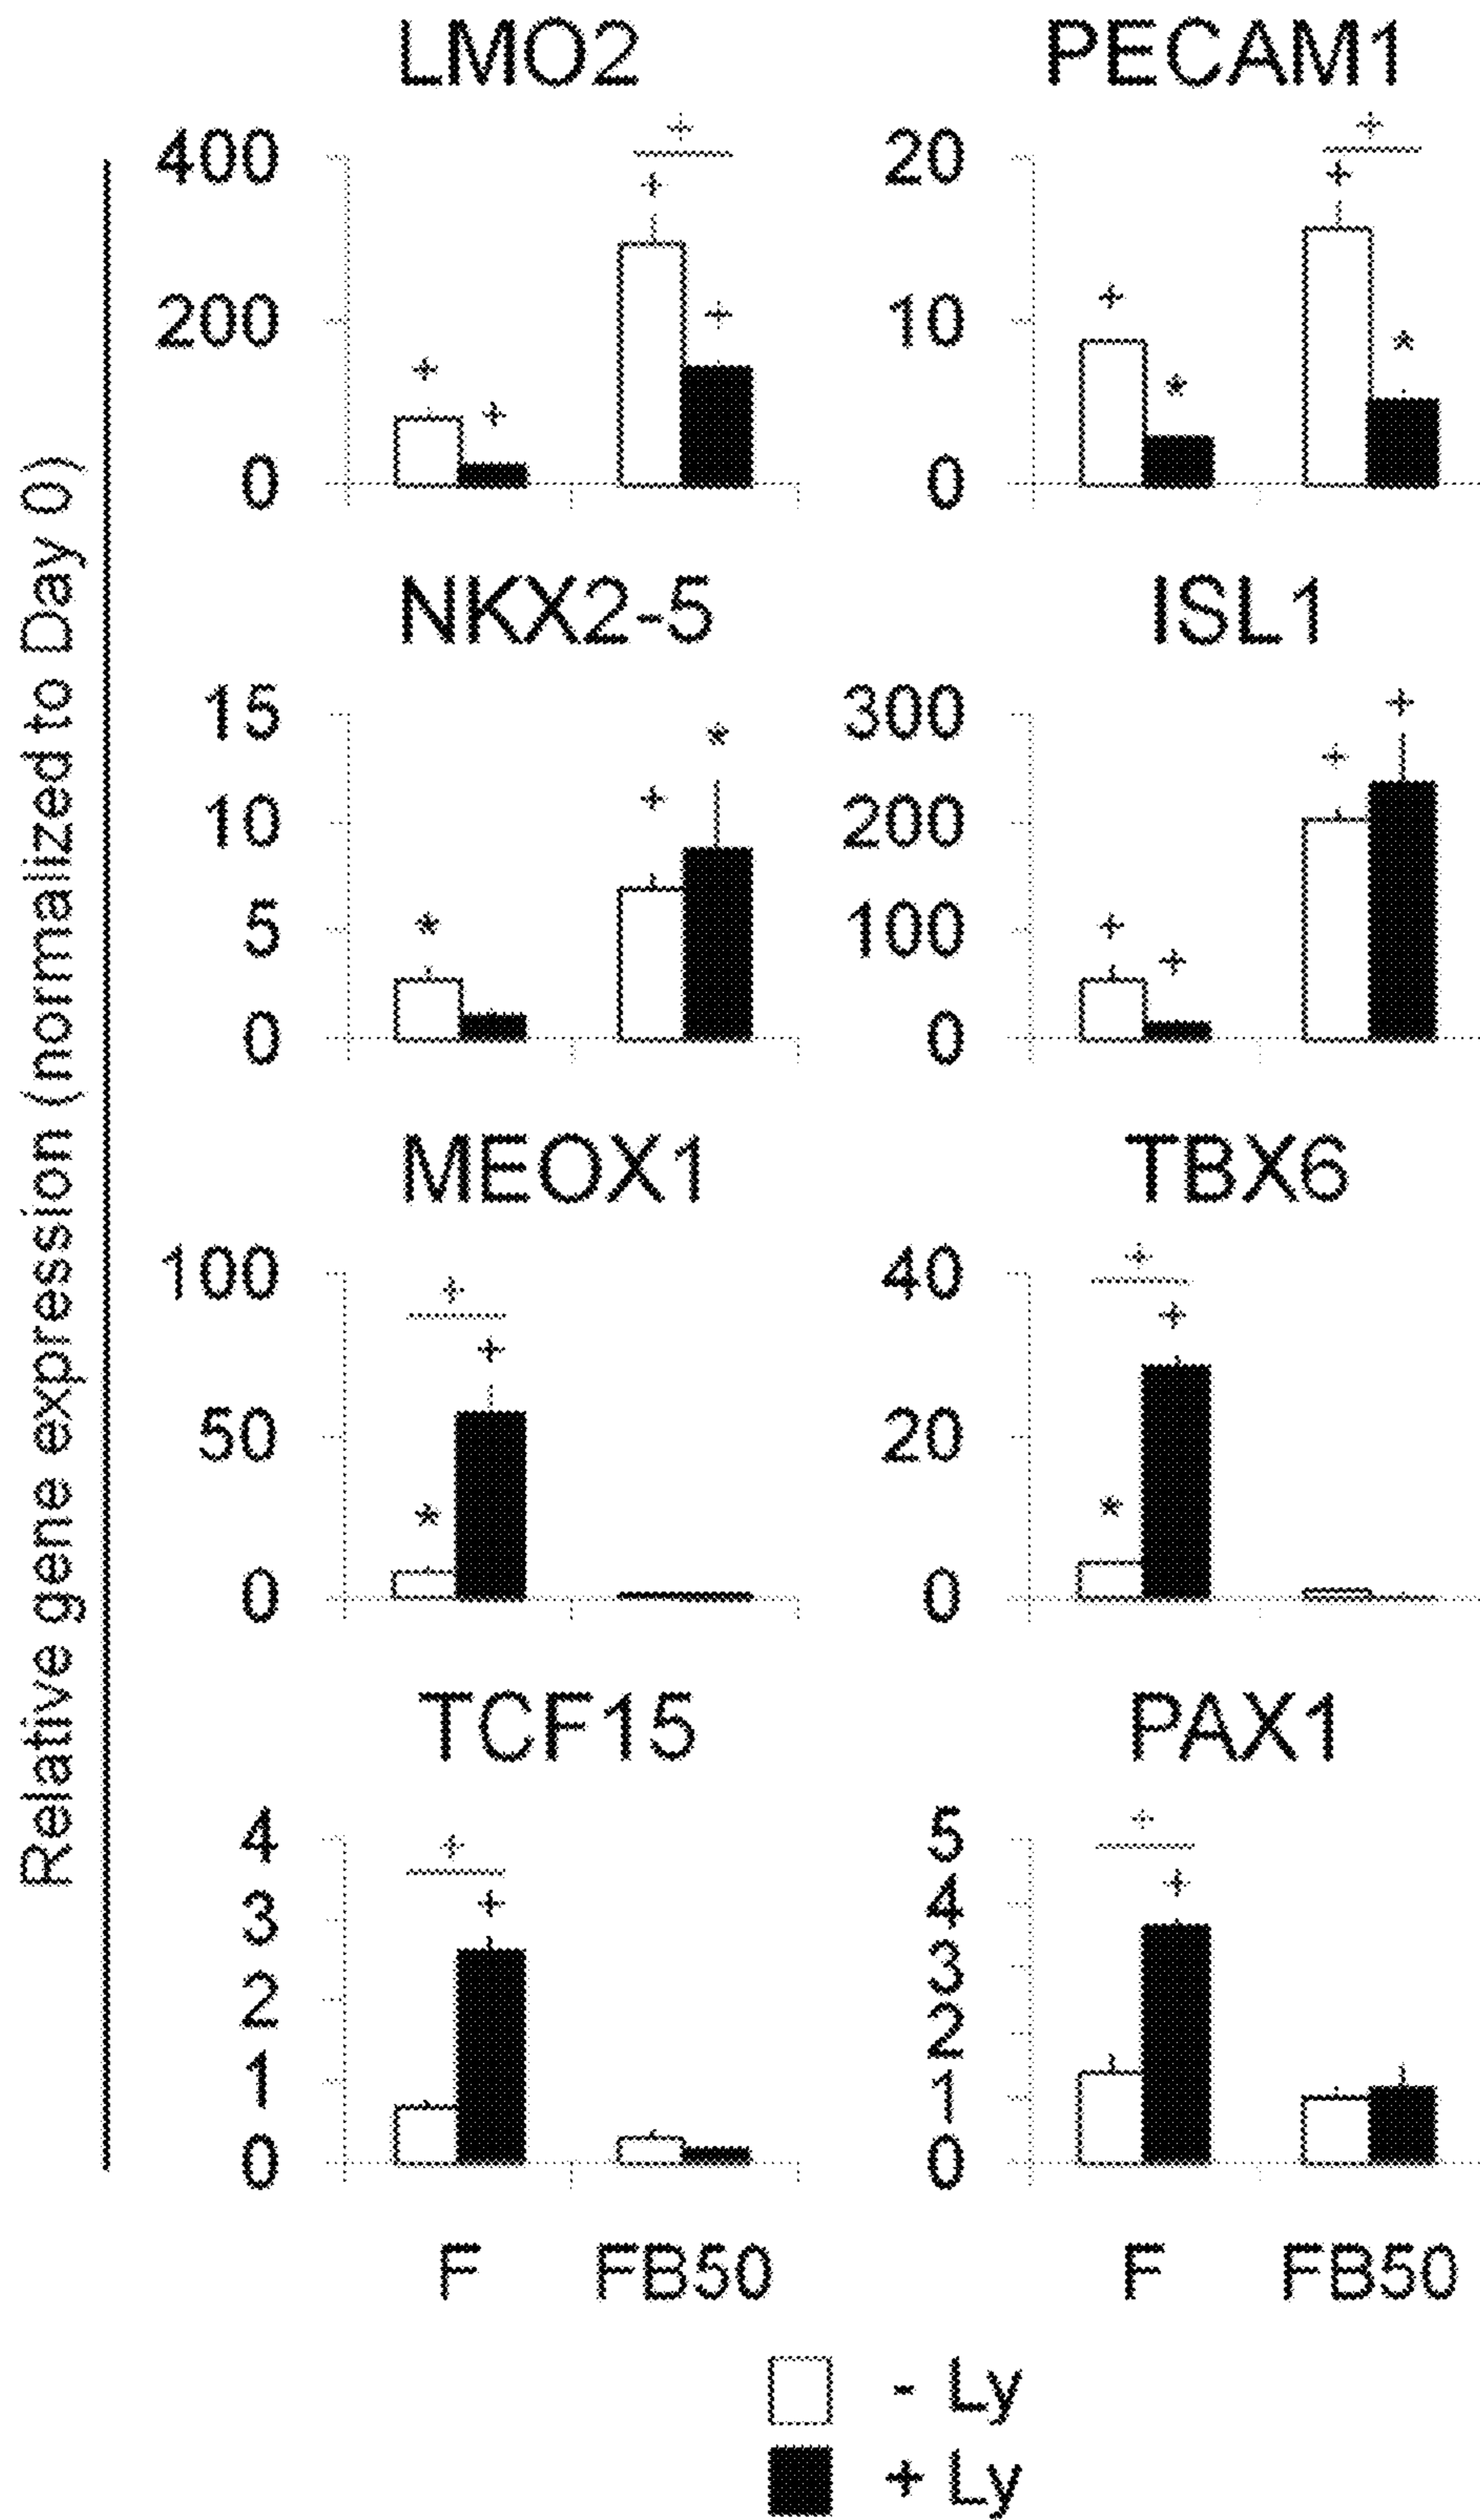 LMO2 PECAM1
400 20
200 10
0 0
NKX2-5 ISL1
15 300
10 200
5 100
0 0
MEOX1 TBX6
100 40
50 20
0 0
TCF15 PAX1
4 5
3 4
2 3
1 2
0 1
0
Relative gene expression (normalized to Day 0)
F FB50 F FB50
- Ly
+ Ly